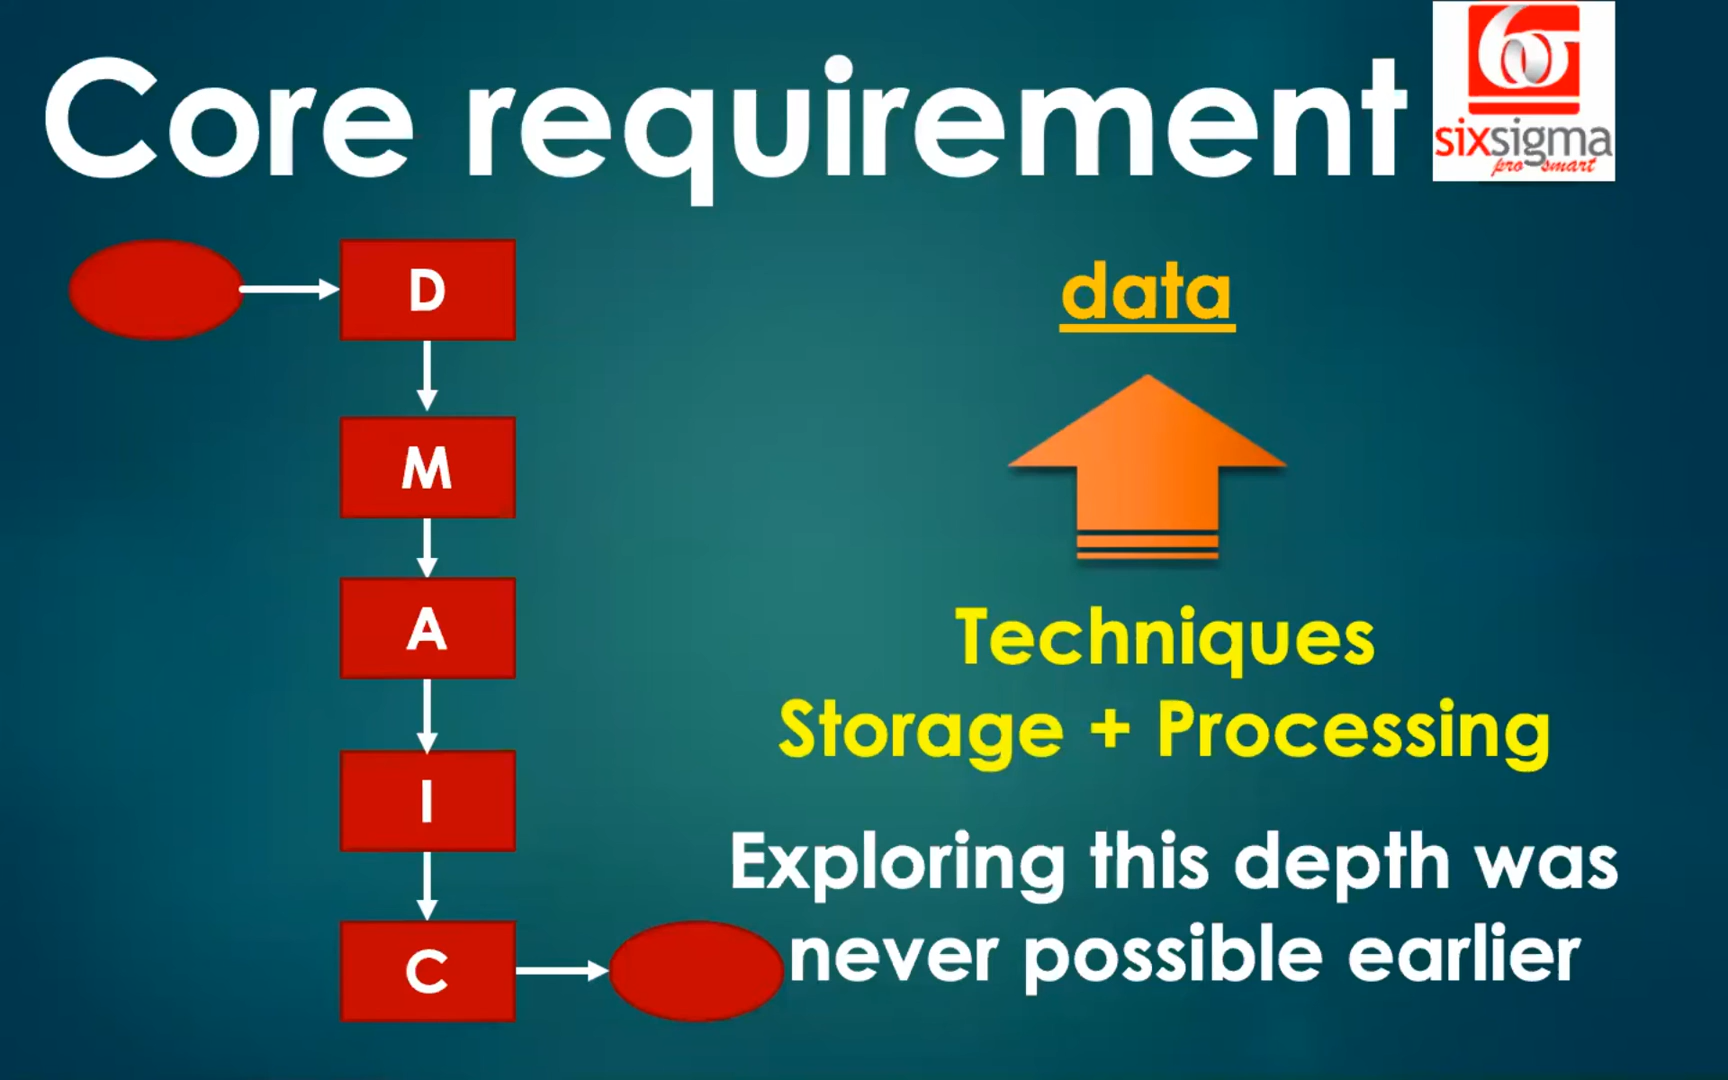 Core requirement
sixsigma
pro smart
D
M
A
I
C
data
Techniques
Storage + Processing
Exploring this depth was
never possible earlier